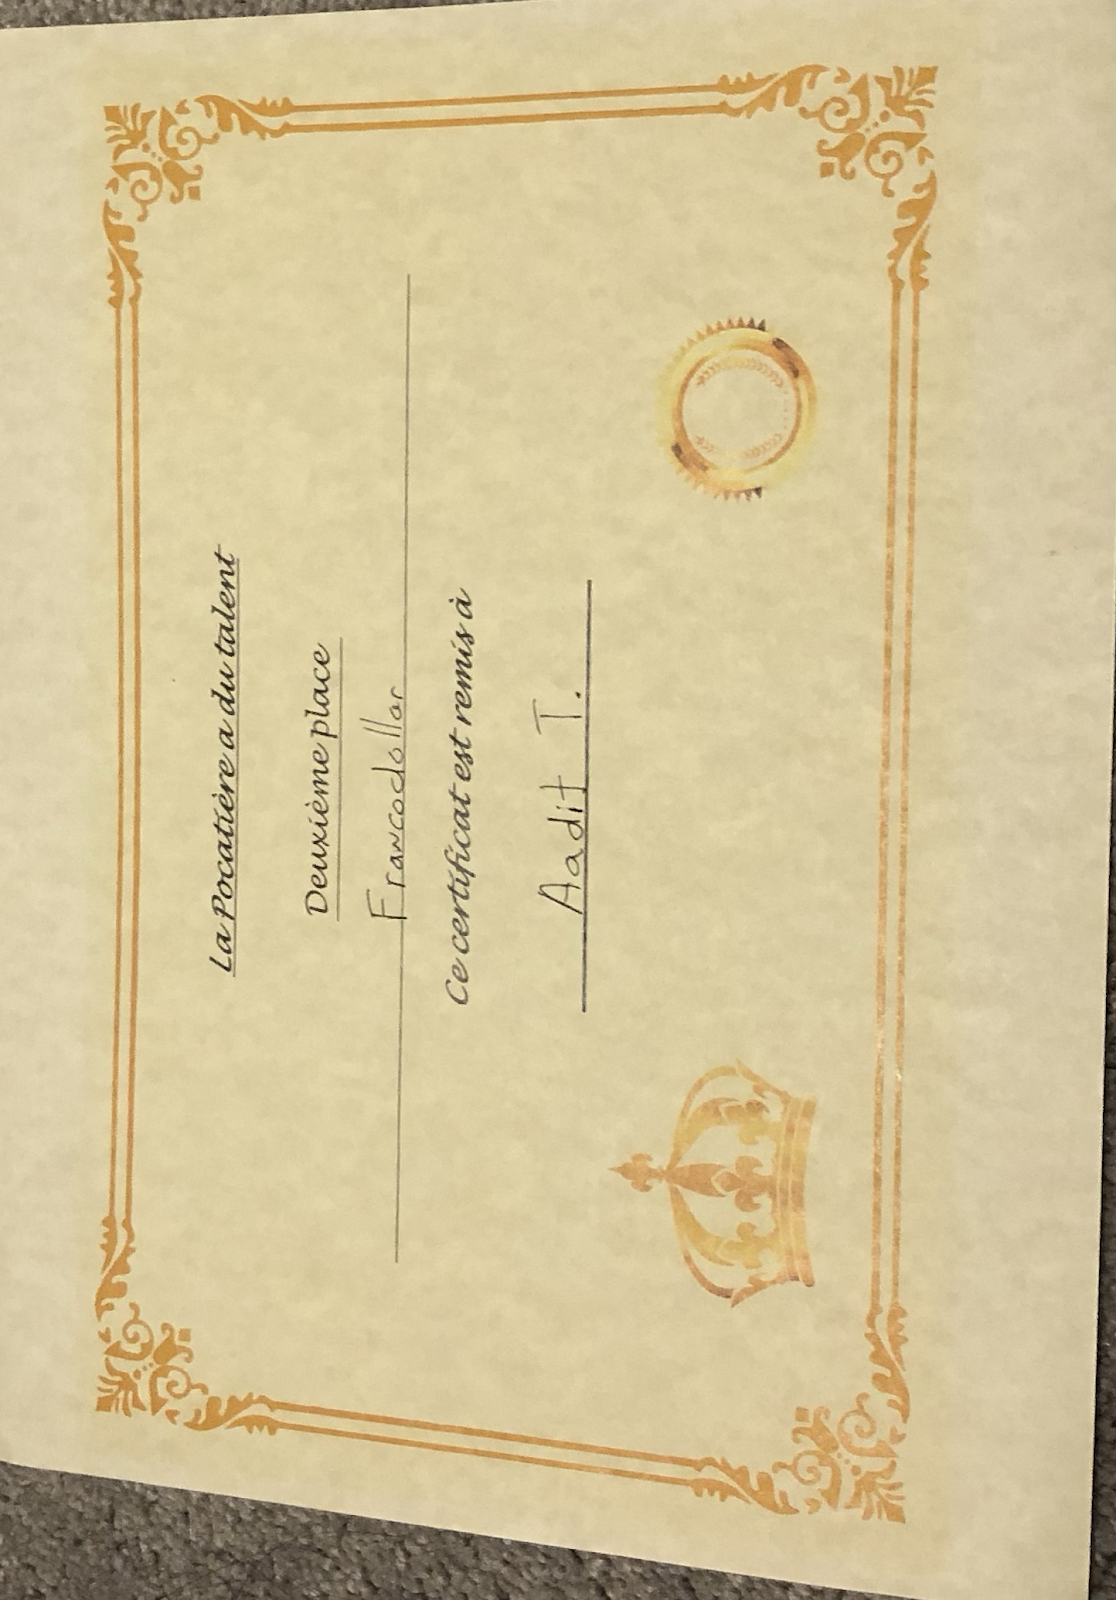 La Pocatière a du talent
Deuxième place
Francodollar
Ce certificat est remis à
Aadit T.